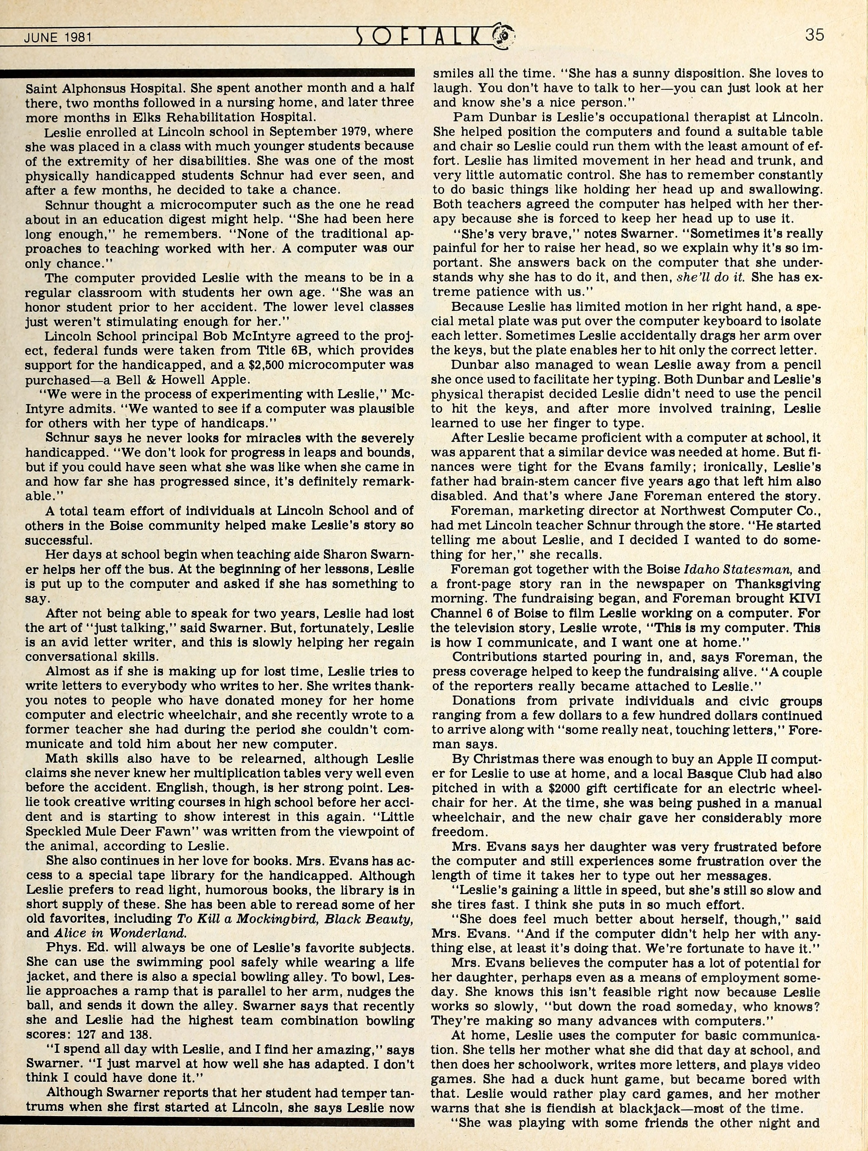 JUNE 1981
SOFTALK
35
Saint Alphonsus Hospital. She spent another month and a half
there, two months followed in a nursing home, and later three
more months in Elks Rehabilitation Hospital.
Leslie enrolled at Lincoln school in September 1979, where
she was placed in a class with much younger students because
of the extremity of her disabilities. She was one of the most
physically handicapped students Schnur had ever seen, and
after a few months, he decided to take a chance.
Schnur thought a microcomputer such as the one he read
about in an education digest might help. "She had been here
long enough," he remembers. "None of the traditional ap-
proaches to teaching worked with her. A computer was our
only chance."
The computer provided Leslie with the means to be in a
regular classroom with students her own age. "She was an
honor student prior to her accident. The lower level classes
just weren't stimulating enough for her."
Lincoln School principal Bob McIntyre agreed to the proj-
ect, federal funds were taken from Title 6B, which provides
support for the handicapped, and a $2,500 microcomputer was
purchased—a Bell & Howell Apple.
"We were in the process of experimenting with Leslie," Mc-
Intyre admits. "We wanted to see if a computer was plausible
for others with her type of handicaps."
Schnur says he never looks for miracles with the severely
handicapped. "We don't look for progress in leaps and bounds,
but if you could have seen what she was like when she came in
and how far she has progressed since, it's definitely remark-
able."
A total team effort of individuals at Lincoln School and of
others in the Boise community helped make Leslie's story so
successful.
Her days at school begin when teaching aide Sharon Swarn-
er helps her off the bus. At the beginning of her lessons, Leslie
is put up to the computer and asked if she has something to
say.
After not being able to speak for two years, Leslie had lost
the art of "just talking," said Swarner. But, fortunately, Leslie
is an avid letter writer, and this is slowly helping her regain
conversational skills.
Almost as if she is making up for lost time, Leslie tries to
write letters to everybody who writes to her. She writes thank-
you notes to people who have donated money for her home
computer and electric wheelchair, and she recently wrote to a
former teacher she had during the period she couldn't com-
municate and told him about her new computer.
Math skills also have to be relearned, although Leslie
claims she never knew her multiplication tables very well even
before the accident. English, though, is her strong point. Les-
lie took creative writing courses in high school before her acci-
dent and is starting to show interest in this again. "Little
Speckled Mule Deer Fawn" was written from the viewpoint of
the animal, according to Leslie.
She also continues in her love for books. Mrs. Evans has ac-
cess to a special tape library for the handicapped. Although
Leslie prefers to read light, humorous books, the library is in
short supply of these. She has been able to reread some of her
old favorites, including To Kill a Mockingbird, Black Beauty,
and Alice in Wonderland.
Phys. Ed. will always be one of Leslie's favorite subjects.
She can use the swimming pool safely while wearing a life
jacket, and there is also a special bowling alley. To bowl, Les-
lie approaches a ramp that is parallel to her arm, nudges the
ball, and sends it down the alley. Swarner says that recently
she and Leslie had the highest team combination bowling
scores: 127 and 138.
"I spend all day with Leslie, and I find her amazing," says
Swarner. "I just marvel at how well she has adapted. I don't
think I could have done it."
Although Swarner reports that her student had temper tan-
trums when she first started at Lincoln, she says Leslie now
smiles all the time. "She has a sunny disposition. She loves to
laugh. You don't have to talk to her—you can just look at her
and know she's a nice person."
Pam Dunbar is Leslie's occupational therapist at Lincoln.
She helped position the computers and found a suitable table
and chair so Leslie could run them with the least amount of ef-
fort. Leslie has limited movement in her head and trunk, and
very little automatic control. She has to remember constantly
to do basic things like holding her head up and swallowing.
Both teachers agreed the computer has helped with her ther-
apy because she is forced to keep her head up to use it.
"She's very brave," notes Swarner. "Sometimes it's really
painful for her to raise her head, so we explain why it's so im-
portant. She answers back on the computer that she under-
stands why she has to do it, and then, she'll do it. She has ex-
treme patience with us."
Because Leslie has limited motion in her right hand, a spe-
cial metal plate was put over the computer keyboard to isolate
each letter. Sometimes Leslie accidentally drags her arm over
the keys, but the plate enables her to hit only the correct letter.
Dunbar also managed to wean Leslie away from a pencil
she once used to facilitate her typing. Both Dunbar and Leslie's
physical therapist decided Leslie didn't need to use the pencil
to hit the keys, and after more involved training, Leslie
learned to use her finger to type.
After Leslie became proficient with a computer at school, it
was apparent that a similar device was needed at home. But fi-
nances were tight for the Evans family; ironically, Leslie's
father had brain-stem cancer five years ago that left him also
disabled. And that's where Jane Foreman entered the story.
Foreman, marketing director at Northwest Computer Co.,
had met Lincoln teacher Schnur through the store. "He started
telling me about Leslie, and I decided I wanted to do some-
thing for her," she recalls.
Foreman got together with the Boise Idaho Statesman, and
a front-page story ran in the newspaper on Thanksgiving
morning. The fundraising began, and Foreman brought KIVI
Channel 6 of Boise to film Leslie working on a computer. For
the television story, Leslie wrote, "This is my computer. This
is how I communicate, and I want one at home."
Contributions started pouring in, and, says Foreman, the
press coverage helped to keep the fundraising alive. "A couple
of the reporters really became attached to Leslie."
Donations from private individuals and civic groups
ranging from a few dollars to a few hundred dollars continued
to arrive along with "some really neat, touching letters," Fore-
man says.
By Christmas there was enough to buy an Apple II comput-
er for Leslie to use at home, and a local Basque Club had also
pitched in with a $2000 gift certificate for an electric wheel-
chair for her. At the time, she was being pushed in a manual
wheelchair, and the new chair gave her considerably more
freedom.
Mrs. Evans says her daughter was very frustrated before
the computer and still experiences some frustration over the
length of time it takes her to type out her messages.
"Leslie's gaining a little in speed, but she's still so slow and
she tires fast. I think she puts in so much effort.
"She does feel much better about herself, though," said
Mrs. Evans. "And if the computer didn't help her with any-
thing else, at least it's doing that. We're fortunate to have it."
Mrs. Evans believes the computer has a lot of potential for
her daughter, perhaps even as a means of employment some-
day. She knows this isn't feasible right now because Leslie
works so slowly, "but down the road someday, who knows?
They're making so many advances with computers."
At home, Leslie uses the computer for basic communica-
tion. She tells her mother what she did that day at school, and
then does her schoolwork, writes more letters, and plays video
games. She had a duck hunt game, but became bored with
that. Leslie would rather play card games, and her mother
warns that she is fiendish at blackjack—most of the time.
"She was playing with some friends the other night and